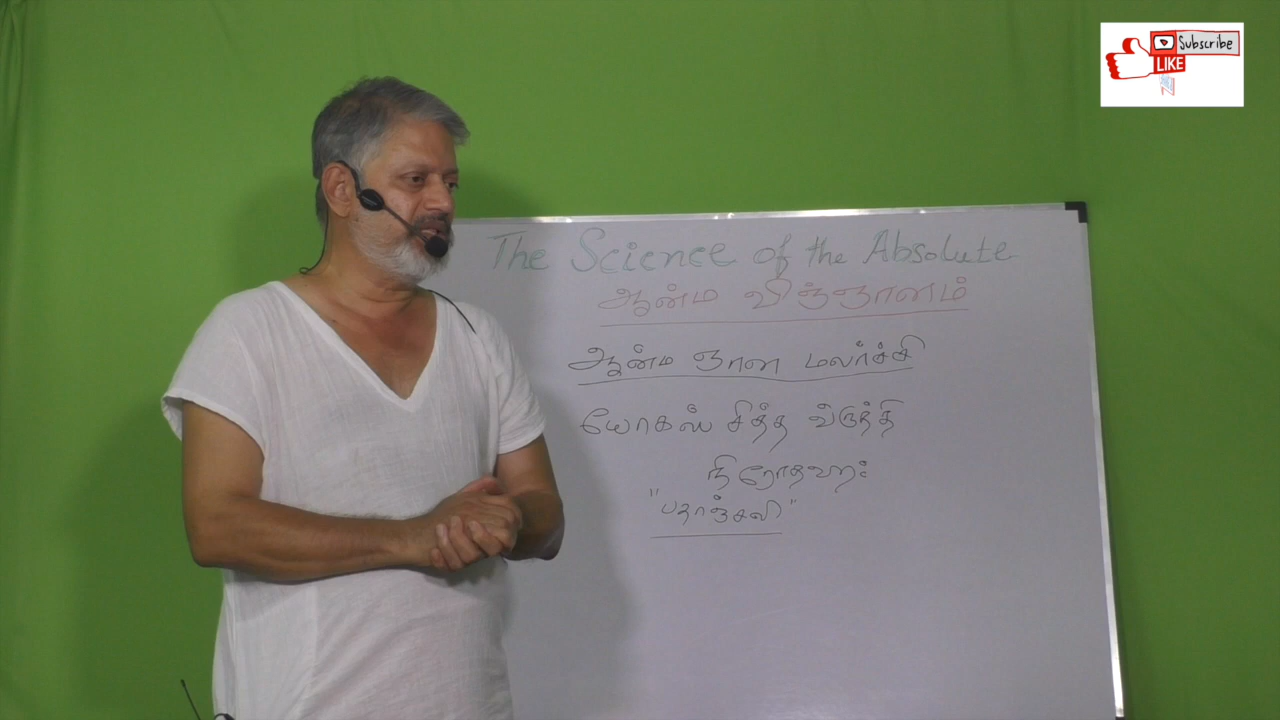 Subscribe
LIKE
The Science of the Absolute
ஆன்ம விஞ்ஞானம்
ஆன்ம ஞான மலர்ச்சி
யோகஸ் சித்த விருத்தி
நிரோதஹ:
"பதாஞ்சலி"